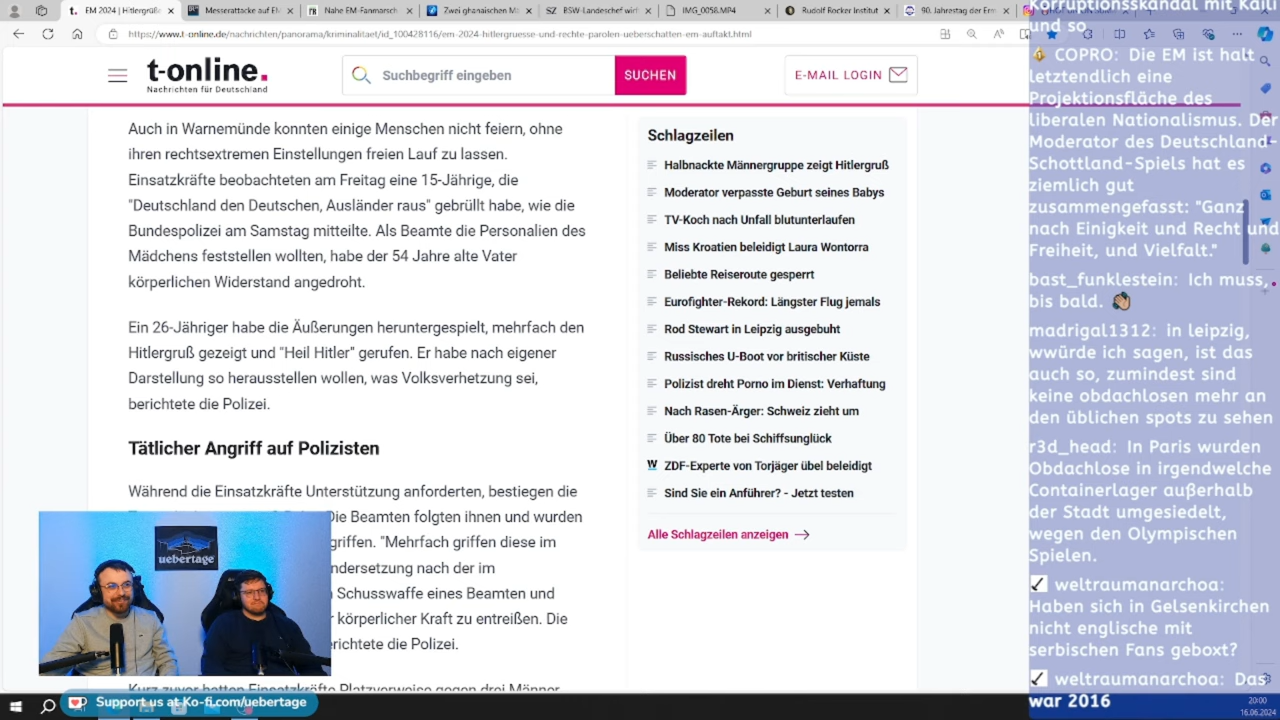 EM 2024 | Hitlergrüße
Messerattacke auf EM
Nahe EM-Fanmarsch
Zwei ghanaischen Mo
BSW-Landeschef wirf
IMG_0058.MP4
Rudolf Rocker Institut
90. Jahrestag der Erm
https://www.t-online.de/nachrichten/panorama/kriminalitaet/id_100428116/em-2024-hitlergruesse-und-rechte-parolen-ueberschatten-em-auftakt.html
t-online.
Nachrichten für Deutschland
Suchbegriff eingeben
SUCHEN
E-MAIL LOGIN
Auch in Warnemünde konnten einige Menschen nicht feiern, ohne
ihren rechtsextremen Einstellungen freien Lauf zu lassen.
Einsatzkräfte beobachteten am Freitag eine 15-Jährige, die
"Deutschland den Deutschen, Ausländer raus" gebrüllt habe, wie die
Bundespolizei am Samstag mitteilte. Als Beamte die Personalien des
Mädchens feststellen wollten, habe der 54 Jahre alte Vater
körperlichen Widerstand angedroht.
Ein 26-Jähriger habe die Äußerungen heruntergespielt, mehrfach den
Hitlergruß gezeigt und "Heil Hitler" gerufen. Er habe nach eigener
Darstellung so herausstellen wollen, was Volksverhetzung sei,
berichtete die Polizei.
Tätlicher Angriff auf Polizisten
Während die Einsatzkräfte Unterstützung anforderten, bestiegen die
Die Beamten folgten ihnen und wurden
griffen. "Mehrfach griffen diese im
ndersetzung nach der im
Schusswaffe eines Beamten und
körperlicher Kraft zu entreißen. Die
richtete die Polizei.
Kurz zuvor hatten Einsatzkräfte Platzverweise gegen drei Männer
Schlagzeilen
Halbnackte Männergruppe zeigt Hitlergruß
Moderator verpasste Geburt seines Babys
TV-Koch nach Unfall blutunterlaufen
Miss Kroatien beleidigt Laura Wontorra
Beliebte Reiseroute gesperrt
Eurofighter-Rekord: Längster Flug jemals
Rod Stewart in Leipzig ausgebuht
Russisches U-Boot vor britischer Küste
Polizist dreht Porno im Dienst: Verhaftung
Nach Rasen-Ärger: Schweiz zieht um
Über 80 Tote bei Schiffsunglück
W ZDF-Experte von Torjäger übel beleidigt
Sind Sie ein Anführer? - Jetzt testen
Alle Schlagzeilen anzeigen
uebertage
Support us at Ko-fi.com/uebertage
Korruptionsskandal mit Kaili
und so
COPRO: Die EM ist halt
letztendlich eine
Projektionsfläche des
liberalen Nationalismus. Der
Moderator des Deutschland-
Schottland-Spiels hat es
ziemlich gut
zusammengefasst: "Ganz
nach Einigkeit und Recht und
Freiheit, und Vielfalt."
bast_funklestein: Ich muss,
bis bald.
madrigal1312: in leipzig,
wwürde ich sagen, ist das
auch so, zumindest sind
keine obdachlosen mehr an
den üblichen spots zu sehen
r3d_head: In Paris wurden
Obdachlose in irgendwelche
Containerlager außerhalb
der Stadt umgesiedelt,
wegen den Olympischen
Spielen.
weltraumanarchoa:
Haben sich in Gelsenkirchen
nicht englische mit
serbischen Fans geboxt?
weltraumanarchoa: Das
war 2016
20:00
16.06.2024